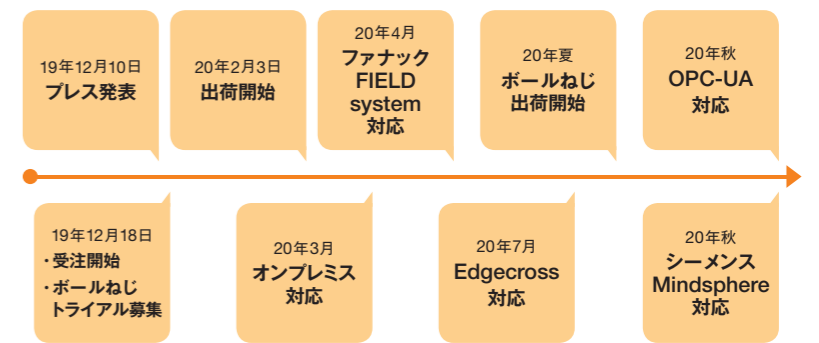 19年12月10日
プレス発表
20年2月3日
出荷開始
20年4月
ファナック
FIELD
system
対応
20年夏
ボールねじ
出荷開始
20年秋
OPC-UA
対応
19年12月18日
・受注開始
・ボールねじ
トライアル募集
20年3月
オンプレミス
対応
20年7月
Edgecross
対応
20年秋
シーメンス
Mindsphere
対応